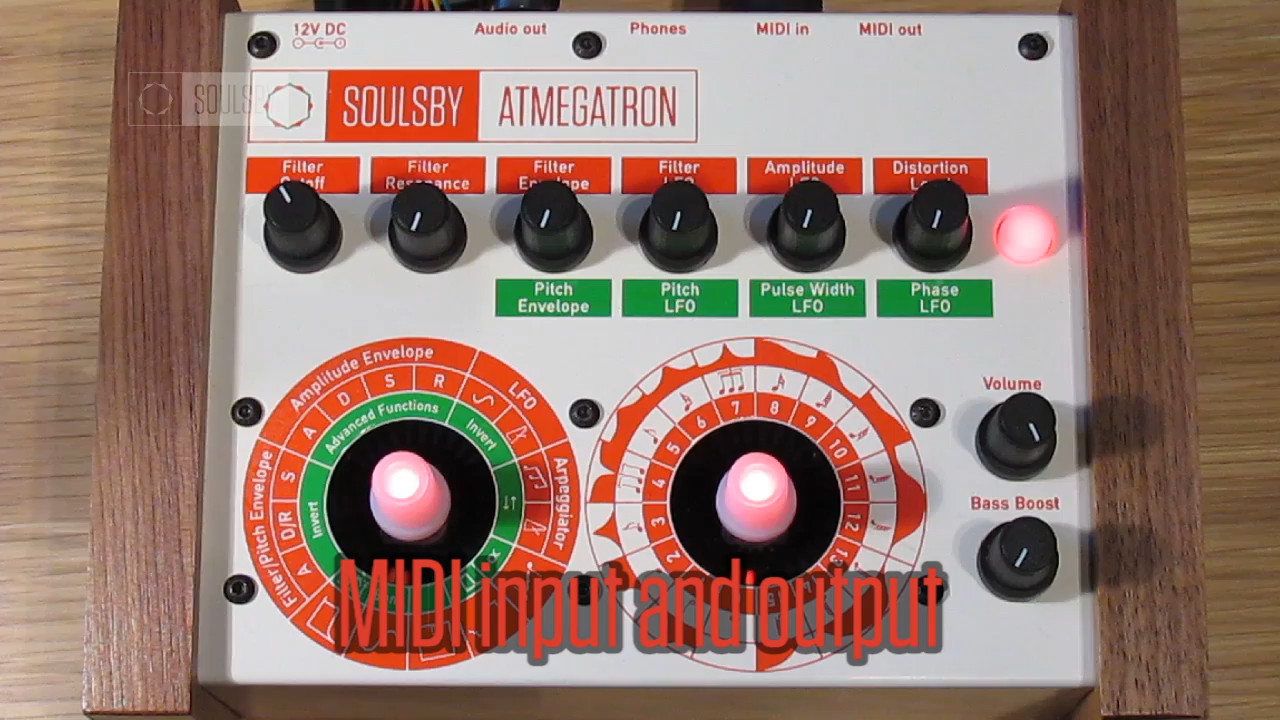 12V DC
Audio out
Phones
MIDI in
MIDI out
SOULSBY
SOULSBY
ATMEGATRON
Filter
Filter
Resonance
Filter
Envelope
Filter
LFO
Amplitude
LFO
Distortion
Pitch
Envelope
Pitch
LFO
Pulse Width
LFO
Phase
LFO
Amplitude Envelope
LFO
A
D
S
R
Advanced Functions
Invert
Filter/Pitch Envelope
A
D/R
S
Invert
Arpeggiator
2
3
4
5
6
7
8
9
10
11
12
13
Volume
Bass Boost
MIDI input and output